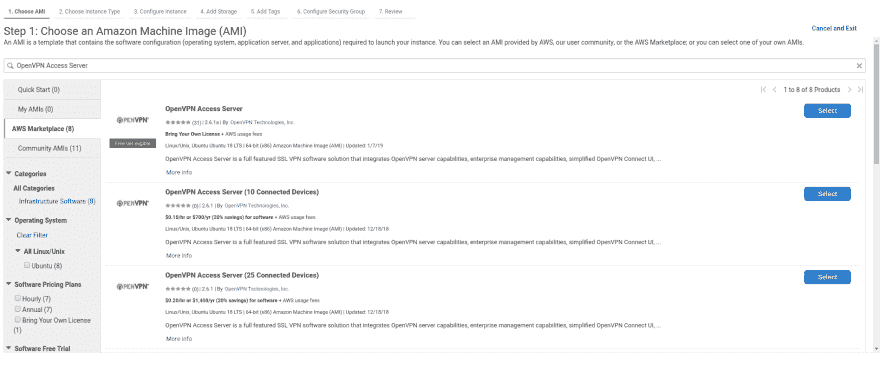 1. Choose AMI 2. Choose Instance Type 3. Configure Instance 4. Add Storage 5. Add Tags 6. Configure Security Group 7. Review
Step 1: Choose an Amazon Machine Image (AMI)
Cancel and Exit
An AMI is a template that contains the software configuration (operating system, application server, and applications) required to launch your instance. You can select an AMI provided by AWS, our user community, or the AWS Marketplace; or you can select one of your own AMIs.
OpenVPN Access Server
Quick Start (0)
My AMIs (0)
AWS Marketplace (8)
Community AMIs (11)
Categories
All Categories
Infrastructure Software (8)
Operating System
Clear Filter
All Linux/Unix
Ubuntu (8)
Software Pricing Plans
Hourly (7)
Annual (7)
Bring Your Own License
(1)
Software Free Trial
1 to 8 of 8 Products
OPENVPN
Free tier eligible
OpenVPN Access Server
(31) | 2.6.1 | By OpenVPN Technologies, Inc.
Bring Your Own License + AWS usage fees
Linux/Unix, Ubuntu Ubuntu 18 LTS | 64-bit (x86) Amazon Machine Image (AMI) | Updated: 1/7/19
OpenVPN Access Server is a full featured SSL VPN software solution that integrates OpenVPN server capabilities, enterprise management capabilities, simplified OpenVPN Connect UI, ...
More info
Select
OPENVPN
OpenVPN Access Server (10 Connected Devices)
(0) | 2.6.1 | By OpenVPN Technologies, Inc.
$0.10/hr or $700/yr (20% savings) for software + AWS usage fees
Linux/Unix, Ubuntu Ubuntu 18 LTS | 64-bit (x86) Amazon Machine Image (AMI) | Updated: 12/18/18
OpenVPN Access Server is a full featured SSL VPN software solution that integrates OpenVPN server capabilities, enterprise management capabilities, simplified OpenVPN Connect UI, ...
More info
Select
OPENVPN
OpenVPN Access Server (25 Connected Devices)
(0) | 2.6.1 | By OpenVPN Technologies, Inc.
$0.20/hr or $1,400/yr (20% savings) for software + AWS usage fees
Linux/Unix, Ubuntu Ubuntu 18 LTS | 64-bit (x86) Amazon Machine Image (AMI) | Updated: 12/18/18
OpenVPN Access Server is a full featured SSL VPN software solution that integrates OpenVPN server capabilities, enterprise management capabilities, simplified OpenVPN Connect UI, ...
More info
Select